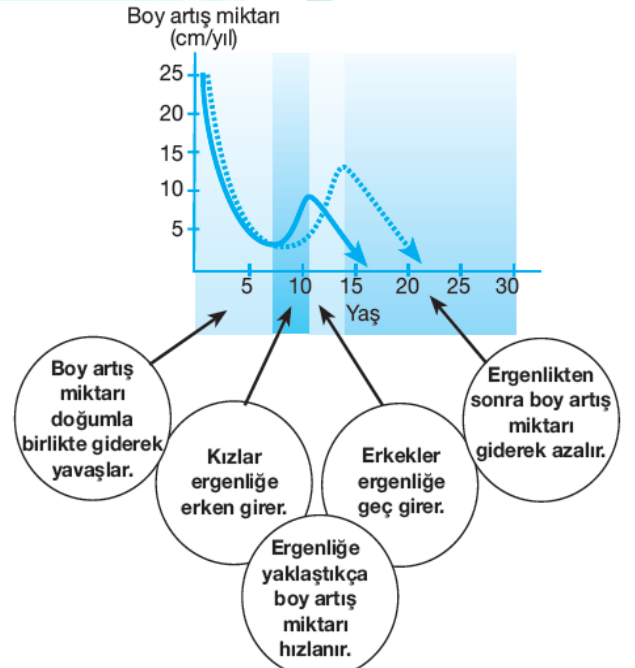 Boy artış miktarı
(cm/yıl)
25
20
15
10
5
5 10 15 20 25 30
Yaş
Boy artış
miktarı
doğumla
birlikte giderek
yavaşlar.
Kızlar
ergenliğe
erken girer.
Ergenliğe
yaklaştıkça
boy artış
miktarı
hızlanır.
Erkekler
ergenliğe
geç girer.
Ergenlikten
sonra boy artış
miktarı
giderek azalır.